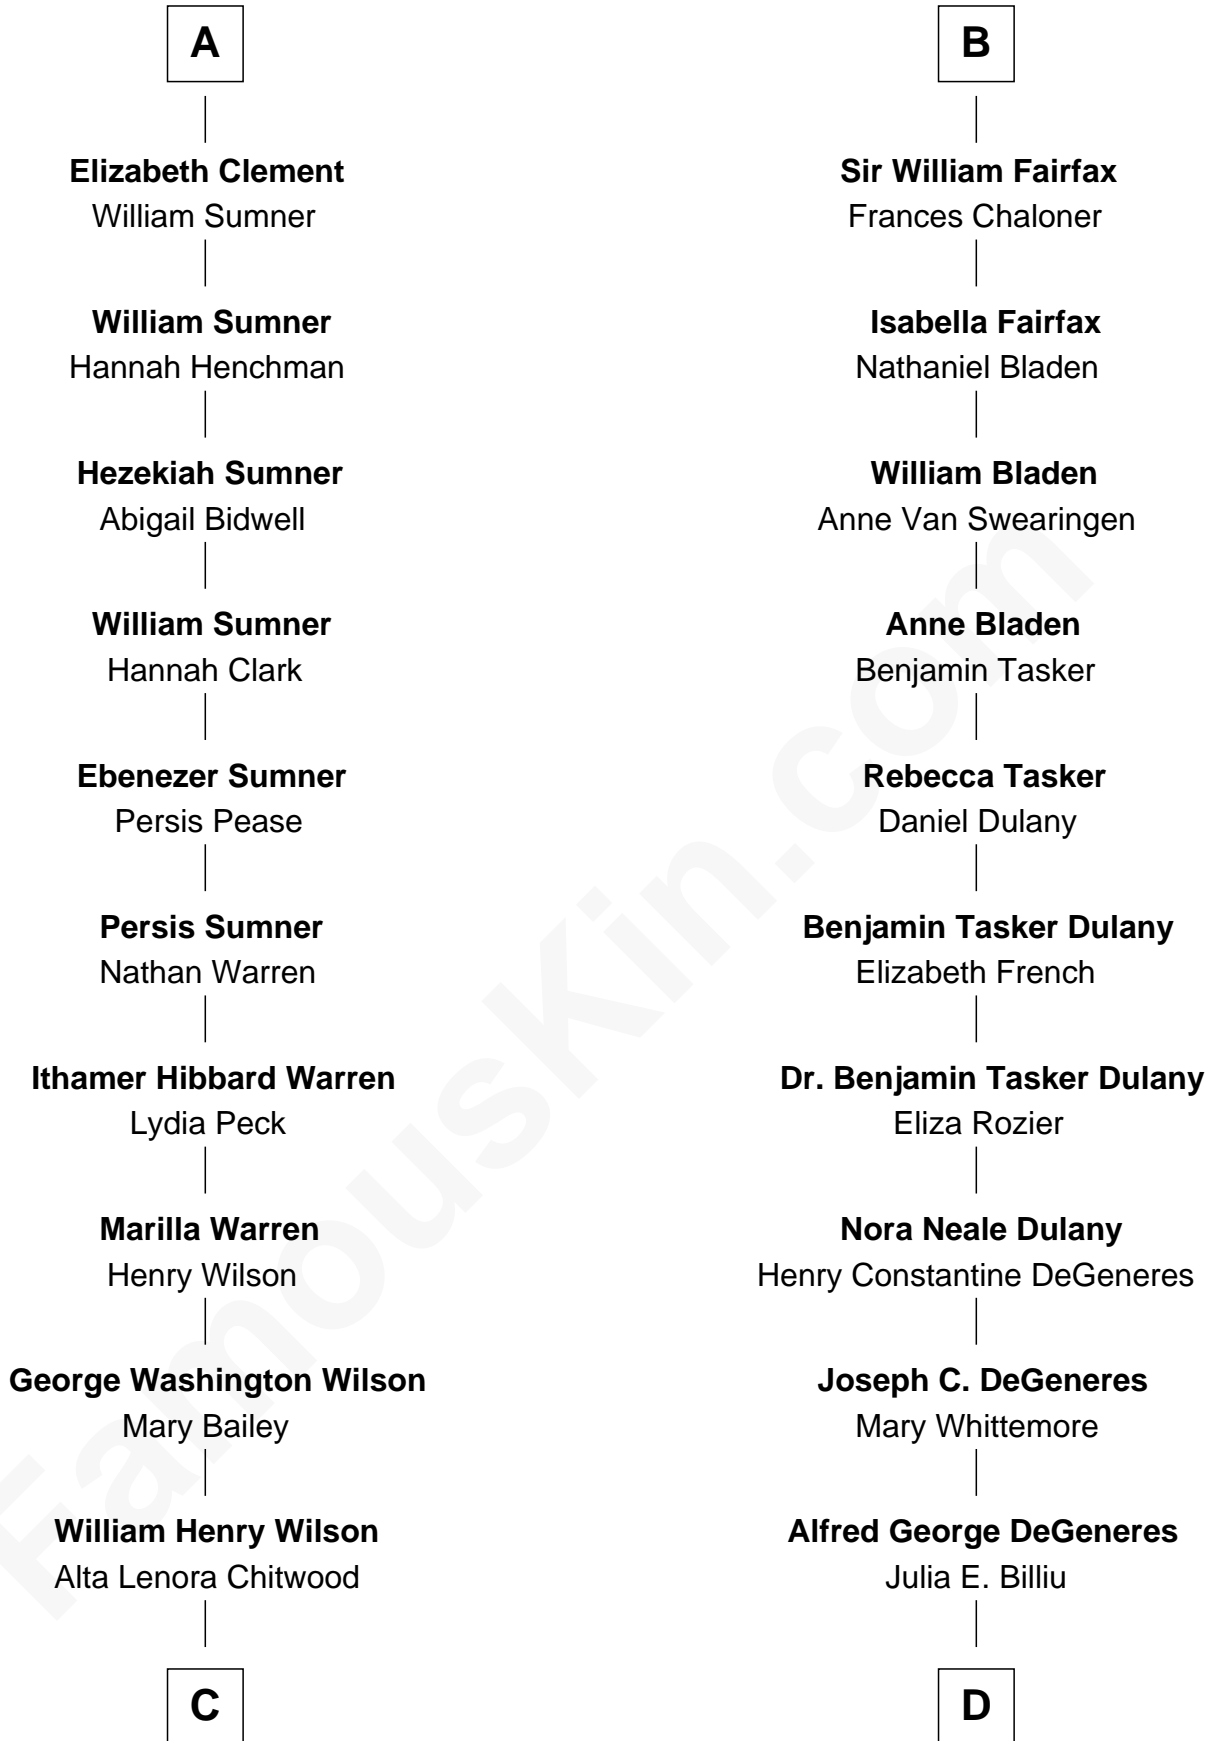 A
Elizabeth Clement
William Sumner
William Sumner
Hannah Henchman
Hezekiah Sumner
Abigail Bidwell
William Sumner
Hannah Clark
Ebenezer Sumner
Persis Pease
Persis Sumner
Nathan Warren
Ithamer Hibbard Warren
Lydia Peck
Marilla Warren
Henry Wilson
George Washington Wilson
Mary Bailey
William Henry Wilson
Alta Lenora Chitwood
C
B
Sir William Fairfax
Frances Chaloner
Isabella Fairfax
Nathaniel Bladen
William Bladen
Anne Van Swearingen
Anne Bladen
Benjamin Tasker
Rebecca Tasker
Daniel Dulany
Benjamin Tasker Dulany
Elizabeth French
Dr. Benjamin Tasker Dulany
Eliza Rozier
Nora Neale Dulany
Henry Constantine DeGeneres
Joseph C. DeGeneres
Mary Whittemore
Alfred George DeGeneres
Julia E. Billiu
D
FamousKin.com